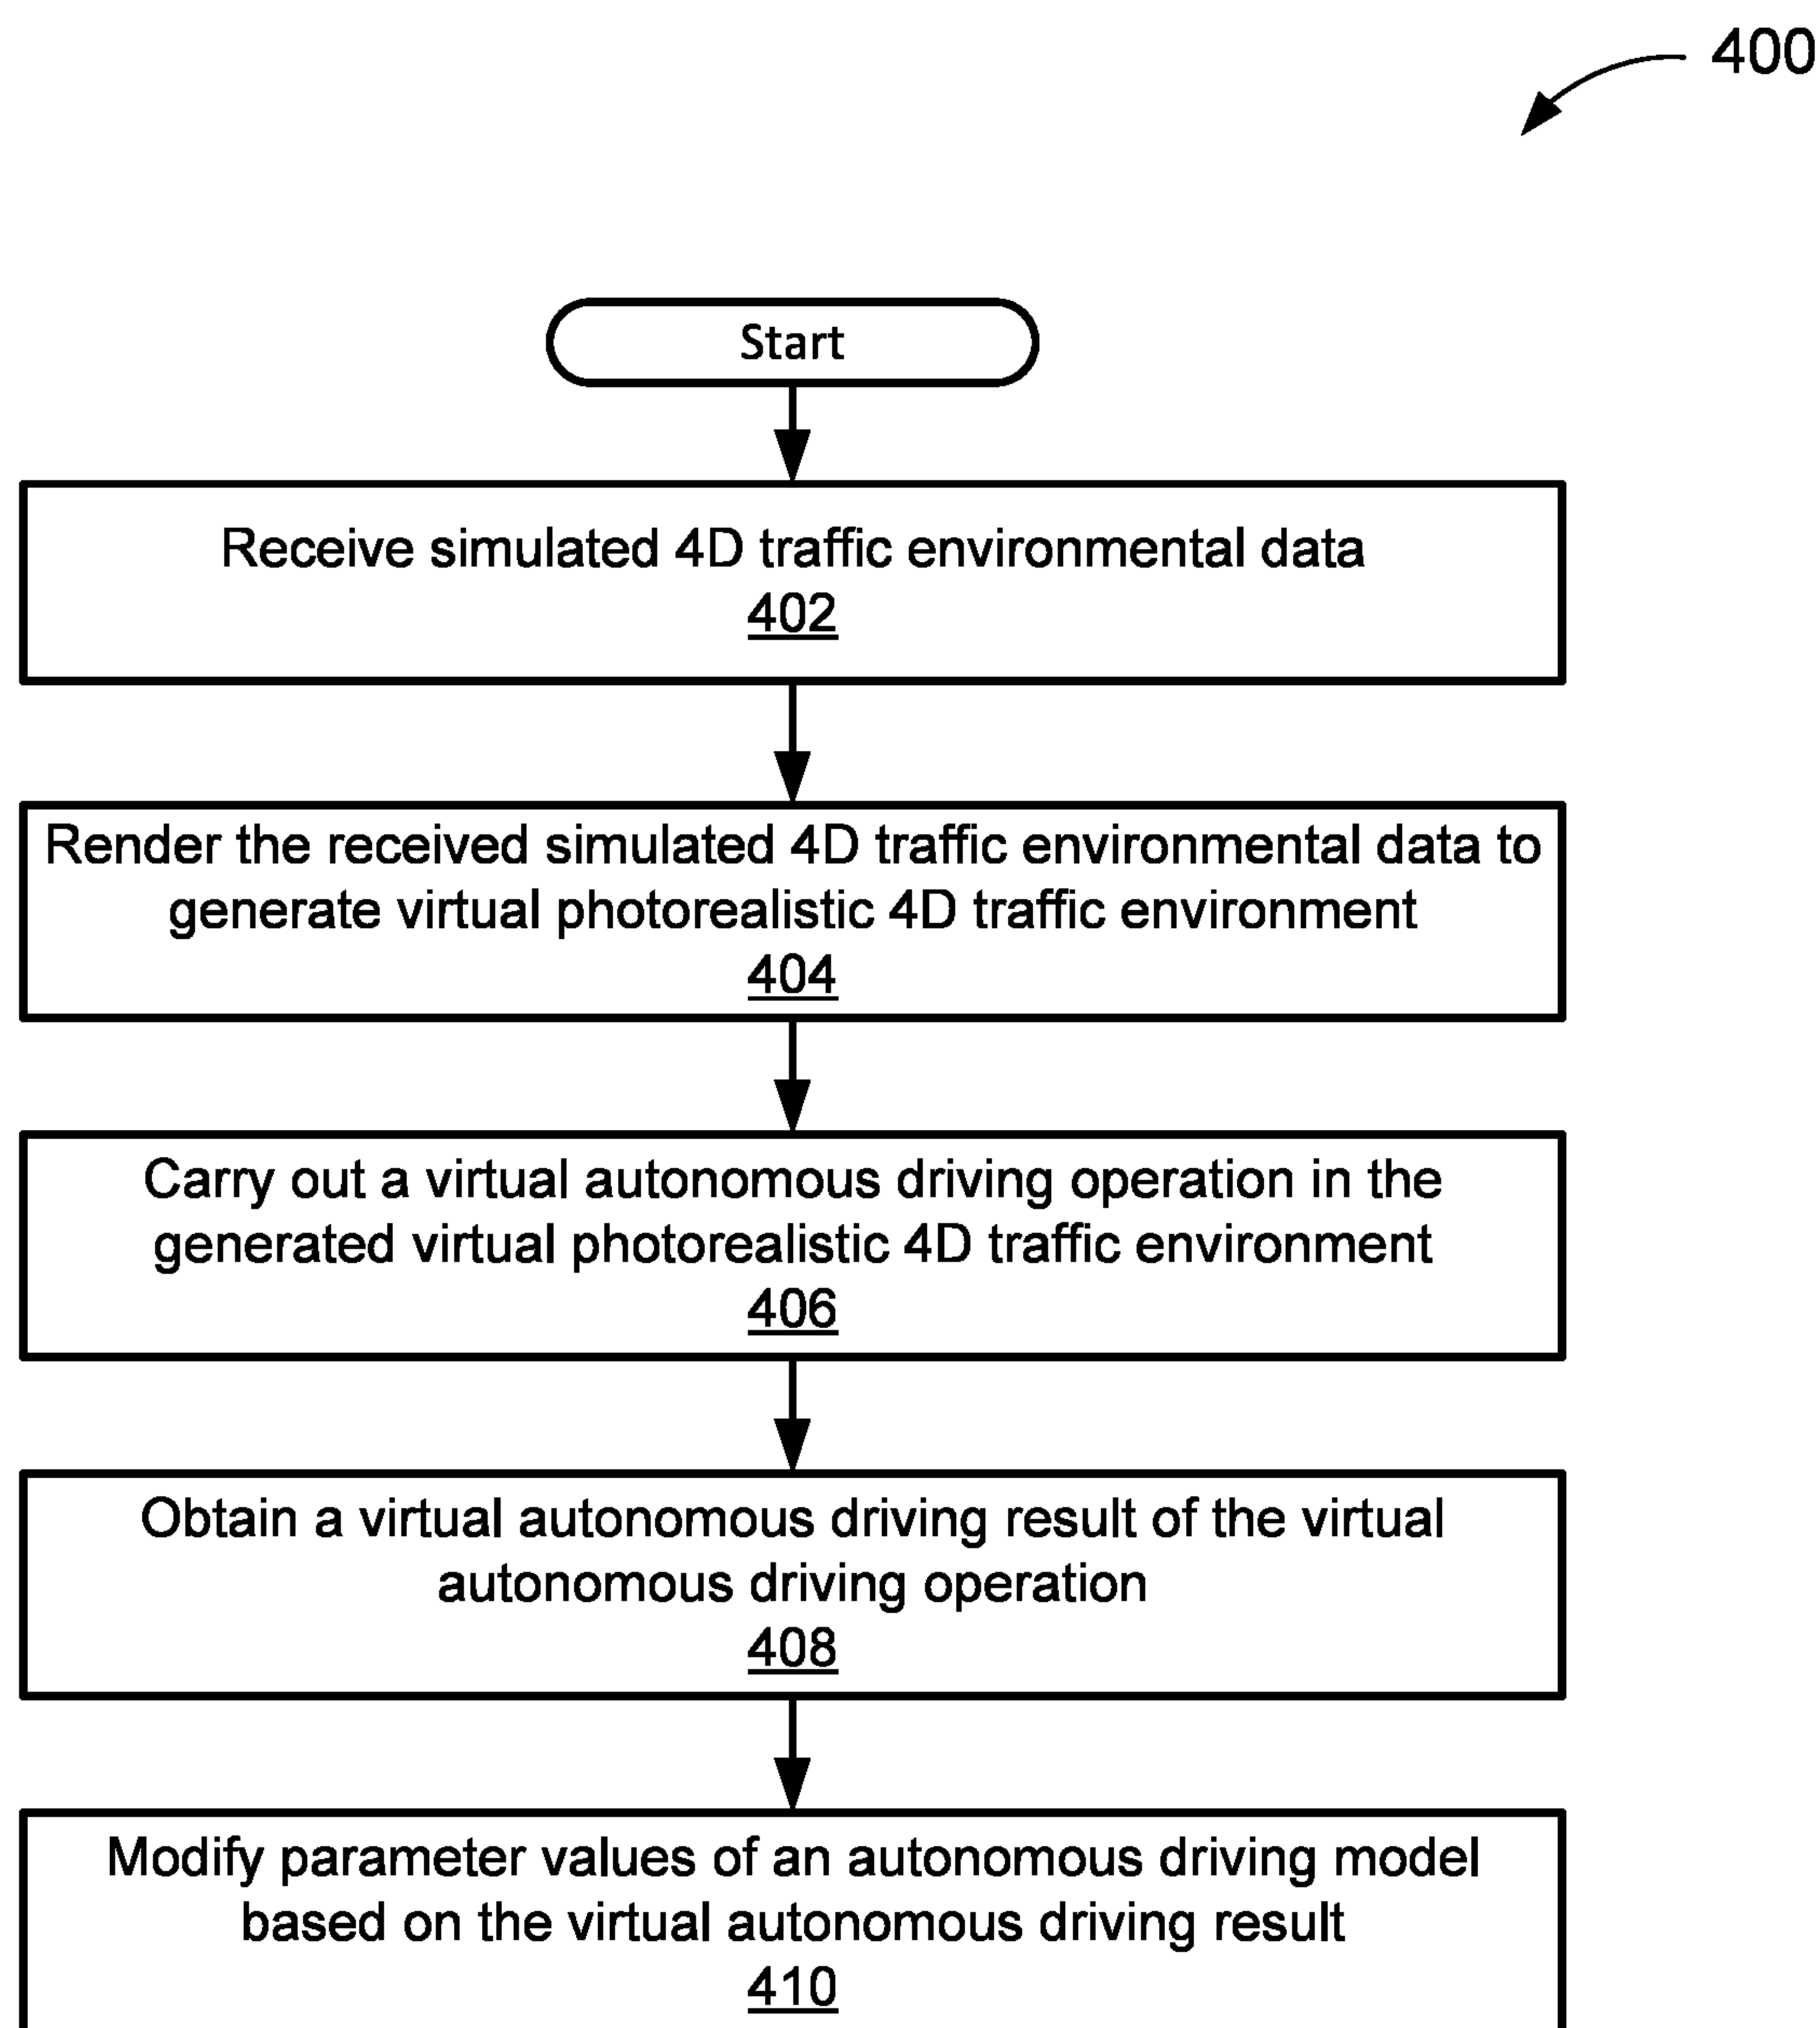 400
Start
Receive simulated 4D traffic environmental data
402
Render the received simulated 4D traffic environmental data to
generate virtual photorealistic 4D traffic environment
404
Carry out a virtual autonomous driving operation in the
generated virtual photorealistic 4D traffic environment
406
Obtain a virtual autonomous driving result of the virtual
autonomous driving operation
408
Modify parameter values of an autonomous driving model
based on the virtual autonomous driving result
410